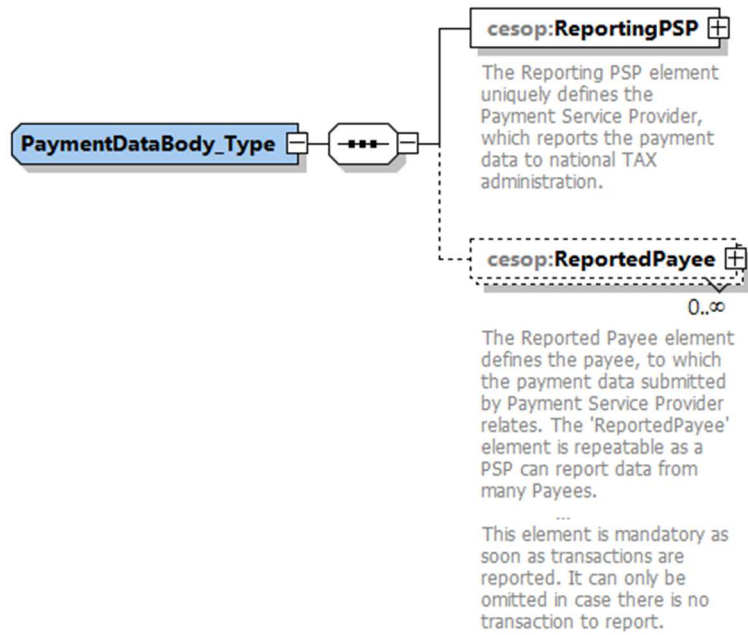 cesop:ReportingPSP
The Reporting PSP element
uniquely defines the
Payment Service Provider,
which reports the payment
data to national TAX
administration.
PaymentDataBody_Type
cesop:ReportedPayee
0..∞
The Reported Payee element
defines the payee, to which
the payment data submitted
by Payment Service Provider
relates. The 'ReportedPayee'
element is repeatable as a
PSP can report data from
many Payees.
...
This element is mandatory as
soon as transactions are
reported. It can only be
omitted in case there is no
transaction to report.